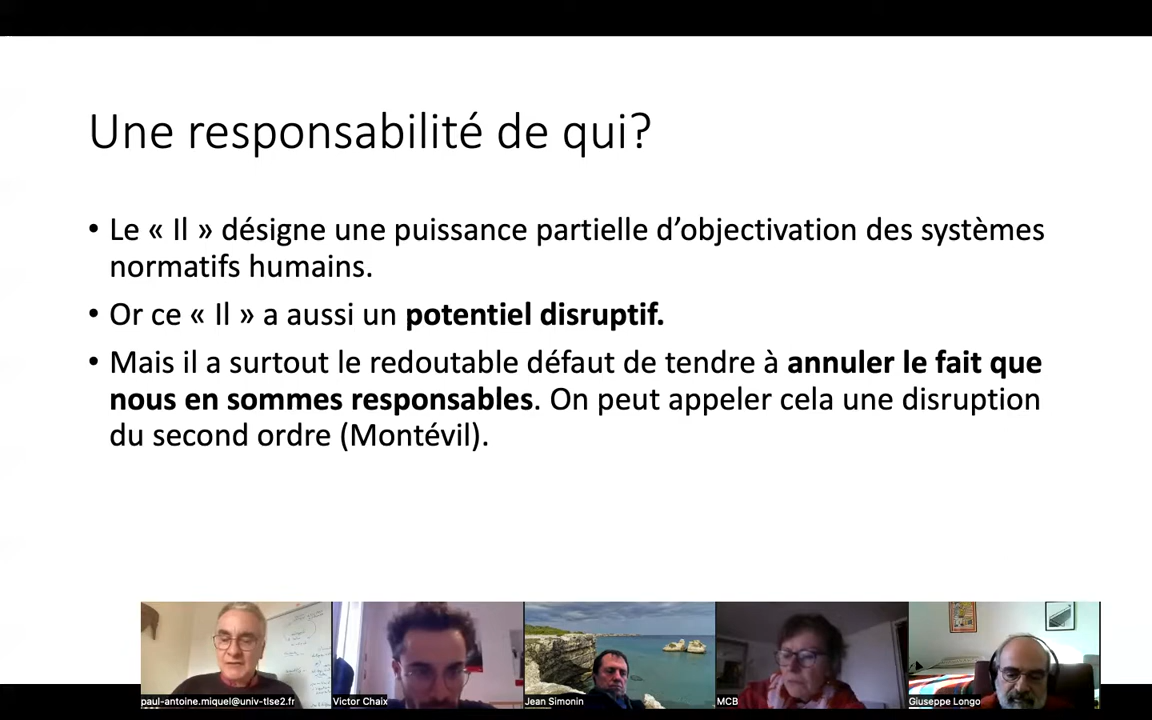 Une responsabilité de qui?
• Le « Il » désigne une puissance partielle d’objectivation des systèmes
normatifs humains.
• Or ce « Il » a aussi un potentiel disruptif.
• Mais il a surtout le redoutable défaut de tendre à annuler le fait que
nous en sommes responsables. On peut appeler cela une disruption
du second ordre (Montévil).
paul-antoine.miquel@univ-tlse2.fr
Victor Chaix
Jean Simonin
MCB
Giuseppe Longo